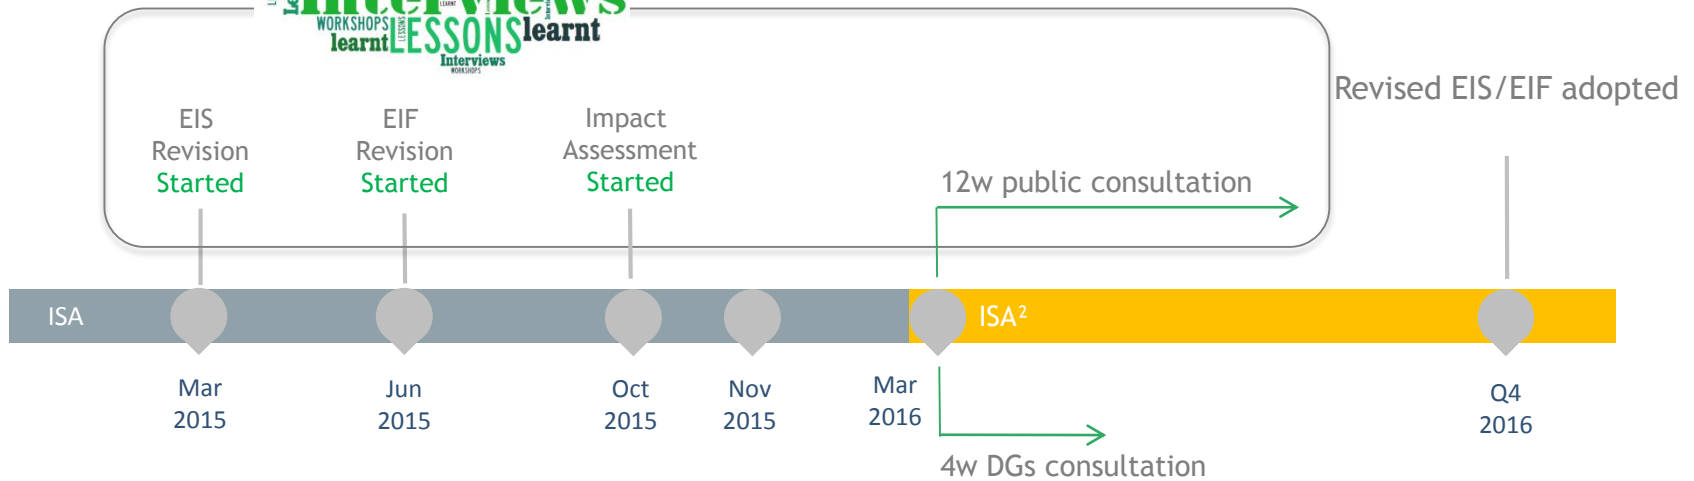 Interviews
WORKSHOPS
LESSONS
learnt
learnt
Interviews
WORKSHOPS
Revised EIS/EIF adopted
EIS
Revision
Started
EIF
Revision
Started
Impact
Assessment
Started
12w public consultation
ISA
ISA²
Mar
2015
Jun
2015
Oct
2015
Nov
2015
Mar
2016
Q4
2016
4w DGs consultation